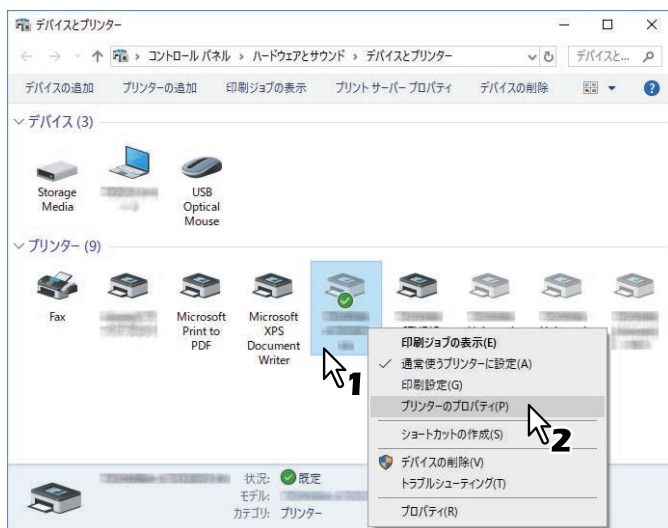 デバイスとプリンター
コントロール パネル › ハードウェアとサウンド › デバイスとプリンター
デバイスと...
デバイスの追加 プリンターの追加 印刷ジョブの表示 プリント サーバー プロパティ デバイスの削除
デバイス (3)
Storage
Media
USB
Optical
Mouse
プリンター (9)
Fax
Microsoft
Print to
PDF
Microsoft
XPS
Document
Writer
1
印刷ジョブの表示(E)
通常使うプリンターに設定(A)
印刷設定(G)
プリンターのプロパティ(P)
2
ショートカットの作成(S)
デバイスの削除(V)
トラブルシューティング(T)
プロパティ(R)
状況: 既定
モデル:
カテゴリ: プリンター